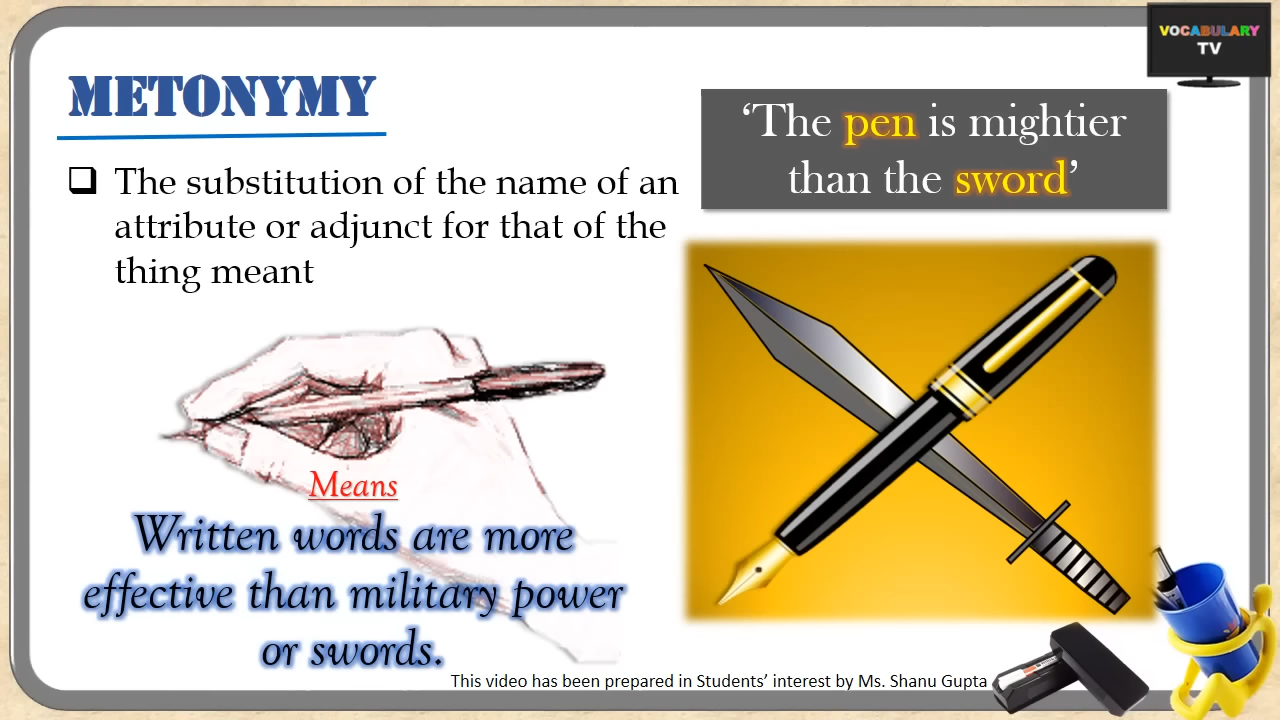 VOCABULARY
TV
METONYMY
‘The pen is mightier
than the sword’
❑ The substitution of the name of an
attribute or adjunct for that of the
thing meant
Means
Written words are more
effective than military power
or swords.
This video has been prepared in Students’ interest by Ms. Shanu Gupta